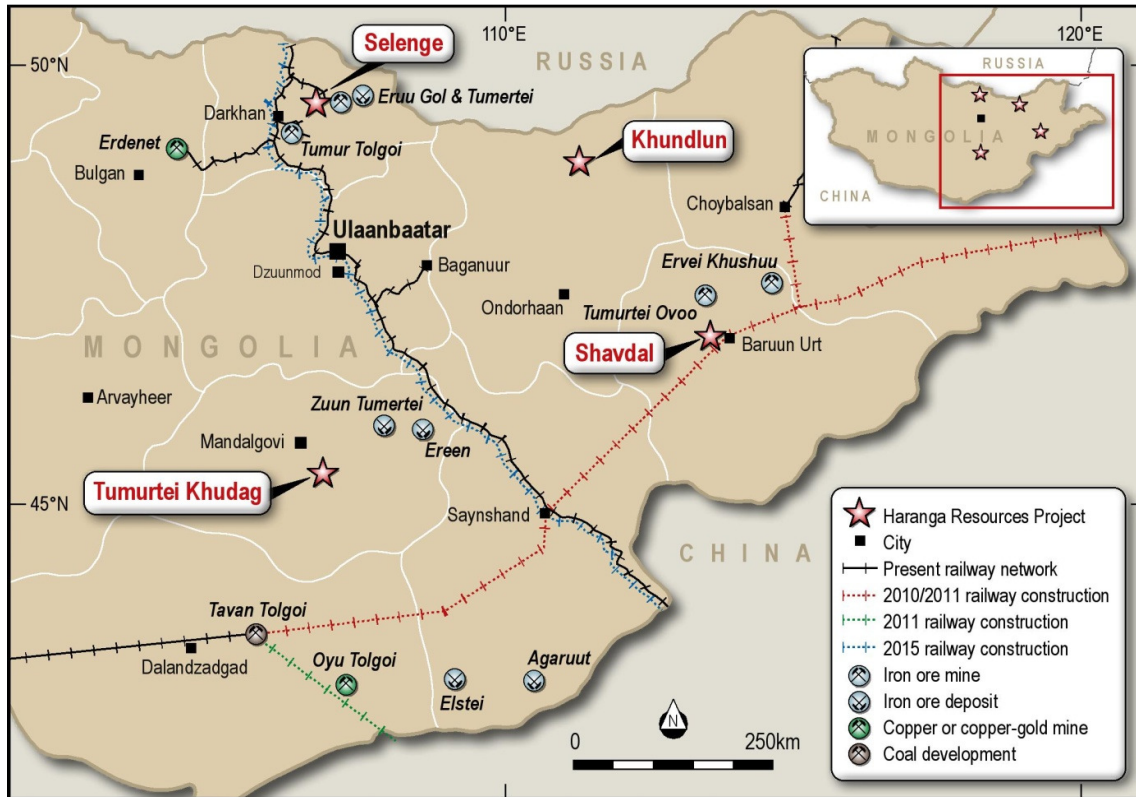 110°E
120°E
50°N
Selenge
RUSSIA
RUSSIA
Eruu Gol & Tumertei
Darkhan
Khundlun
MONGOLIA
Erdenet
Tumur Tolgoi
Bulgan
CHINA
Choybalsan
Ulaanbaatar
Dzuunmod
Baganuur
Ervei Khushuu
Ondorhaan
Tumurtei Ovoo
MONGOLIA
Shavdal
Baruun Urt
Arvayheer
Zuun Tumertei
Mandalgovi
Ereen
Tumurtei Khudag
45°N
Saynshand
CHINA
Haranga Resources Project
City
Present railway network
2010/2011 railway construction
2011 railway construction
2015 railway construction
Iron ore mine
Iron ore deposit
Copper or copper-gold mine
Coal development
Tavan Tolgoi
Dalandzadgad
Oyu Tolgoi
Agaruut
Elstei
N
0
250km
110°E
120°E